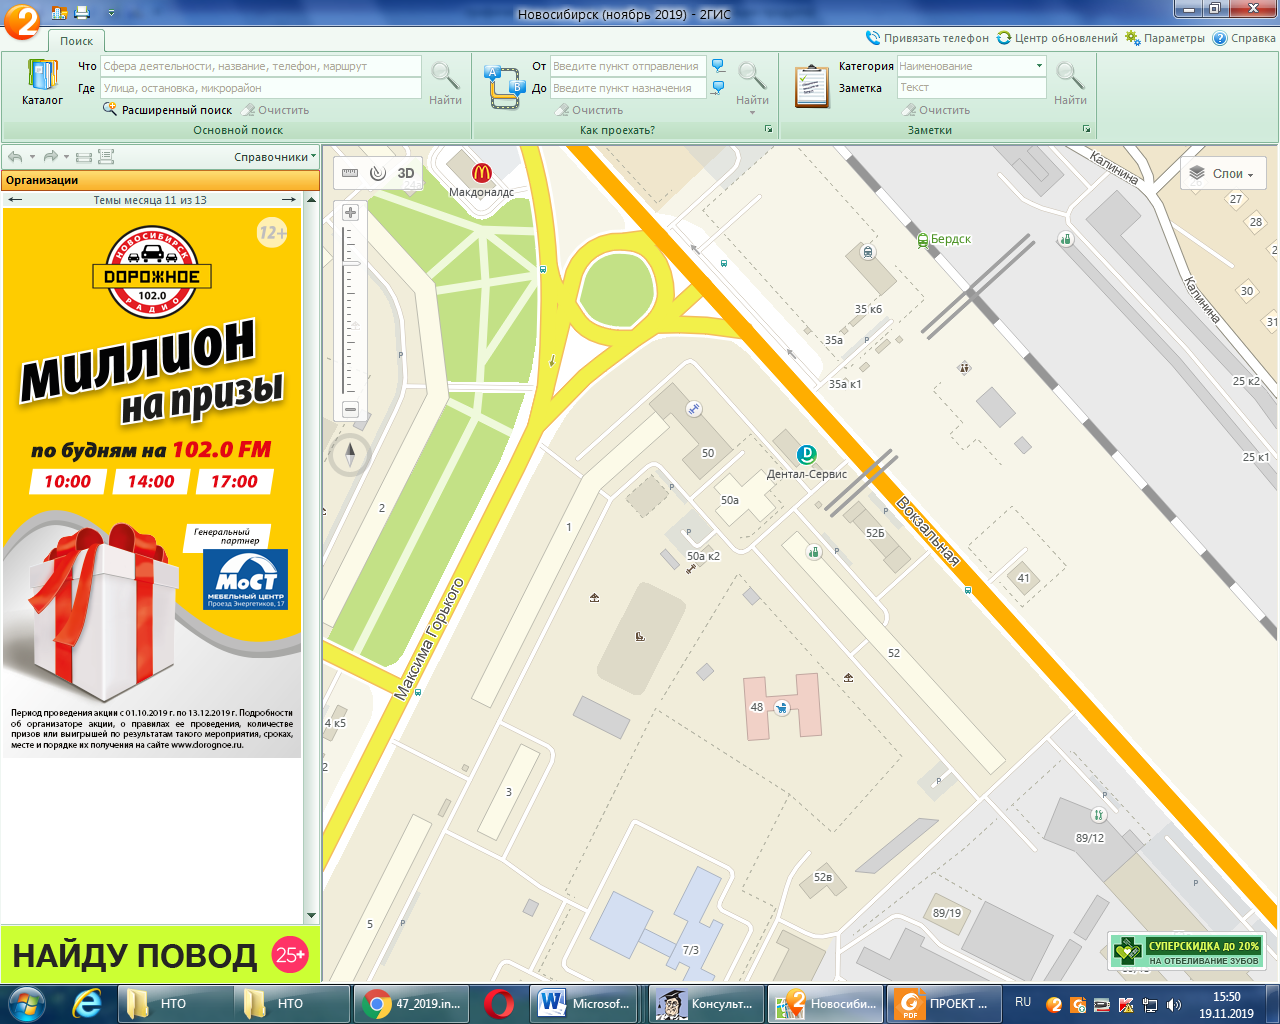 Новосибирск (ноябрь 2019) - 2ГИС
Поиск
Привязать телефон
Центр обновлений
Параметры
Справка
Каталог
Что
Сфера деятельности, название, телефон, маршрут
Где
Улица, остановка, микрорайон
Расширенный поиск
Очистить
Найти
Основной поиск
От
Введите пункт отправления
До
Введите пункт назначения
Очистить
Найти
Как проехать?
Категория
Наименование
Заметка
Текст
Очистить
Найти
Заметки
Справочники
Организации
Темы месяца 11 из 13
12+
НОВОСИБИРСК
ДОРОЖНОЕ
102.0
РАДИО
МИЛЛИОН
на призы
по будням на 102.0 FM
10:00
14:00
17:00
Генеральный
партнер
МоСТ
МЕБЕЛЬНЫЙ ЦЕНТР
Проезд Энергетиков, 17
Период проведения акции с 01.10.2019 г. по 13.12.2019 г. Подробности
об организаторе акции, о правилах ее проведения, количестве
призов или выигрышей по результатам такого мероприятия, сроках,
месте и порядке их получения на сайте www.dorognoe.ru.
НАЙДУ ПОВОД 25+
3D
Слои
Макдоналдс
Калинина
27
28
Бердск
Калинина
30
31
35 к6
35а
35а к1
25 к2
25 к1
50
Дентал-Сервис
50а
2
1
52Б
Вокзальная
50а к2
41
Максима Горького
52
48
4 к5
2
3
89/12
52в
5
89/19
7/3
P
P
P
P
P
P
P
P
P
СУПЕРСКИДКА до 20%
НА ОТБЕЛИВАНИЕ ЗУБОВ
НТО
НТО
47_2019.in...
Microsof...
Консульт...
Новосиби...
ПРОЕКТ ...
RU
15:50
19.11.2019